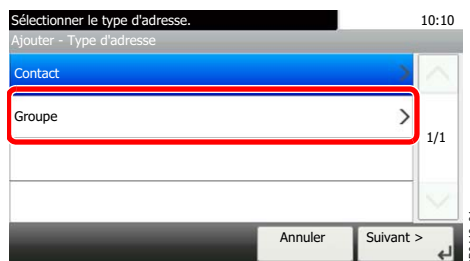 Sélectionner le type d'adresse. 10:10
Ajouter - Type d'adresse
Contact
Groupe
1/1
Annuler Suivant >